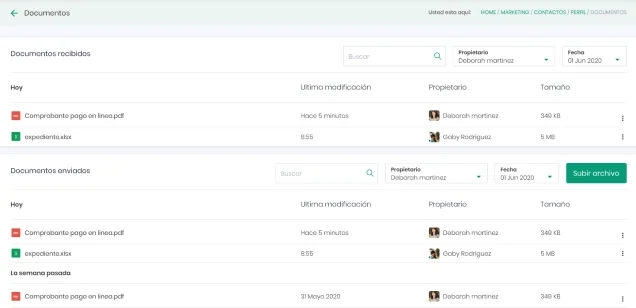 Documentos
Usted esta aquí: HOME / MARKETING / CONTACTOS / PERFIL / DOCUMENTOS
Documentos recibidos
Buscar
Propietario
Deborah martinez
Fecha
01 Jun 2020
Hoy Ultima modificación Propietario Tamaño
Comprobante pago en linea.pdf Hace 5 minutos Deborah martinez 349 KB
expediente.xlsx 8:55 Gaby Rodriguez 5 MB
Documentos enviados
Buscar
Propietario
Deborah martinez
Fecha
01 Jun 2020
Subir archivo
Hoy Ultima modificación Propietario Tamaño
Comprobante pago en linea.pdf Hace 5 minutos Deborah martinez 349 KB
expediente.xlsx 8:55 Gaby Rodriguez 5 MB
La semana pasada
Comprobante pago en linea.pdf 31 Mayo 2020 Deborah martinez 349 KB